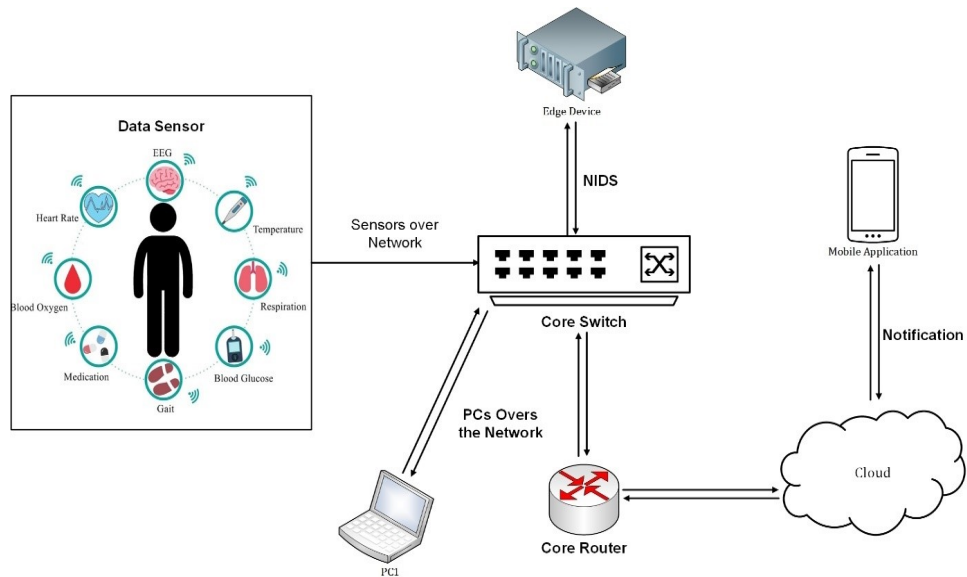 Edge Device
Data Sensor
EEG
NIDS
Heart Rate
Temperature
Sensors over
Network
Mobile Application
Blood Oxygen
Respiration
Core Switch
Notification
Medication
Blood Glucose
Gait
PCs Overs
the Network
Cloud
Core Router
PC1